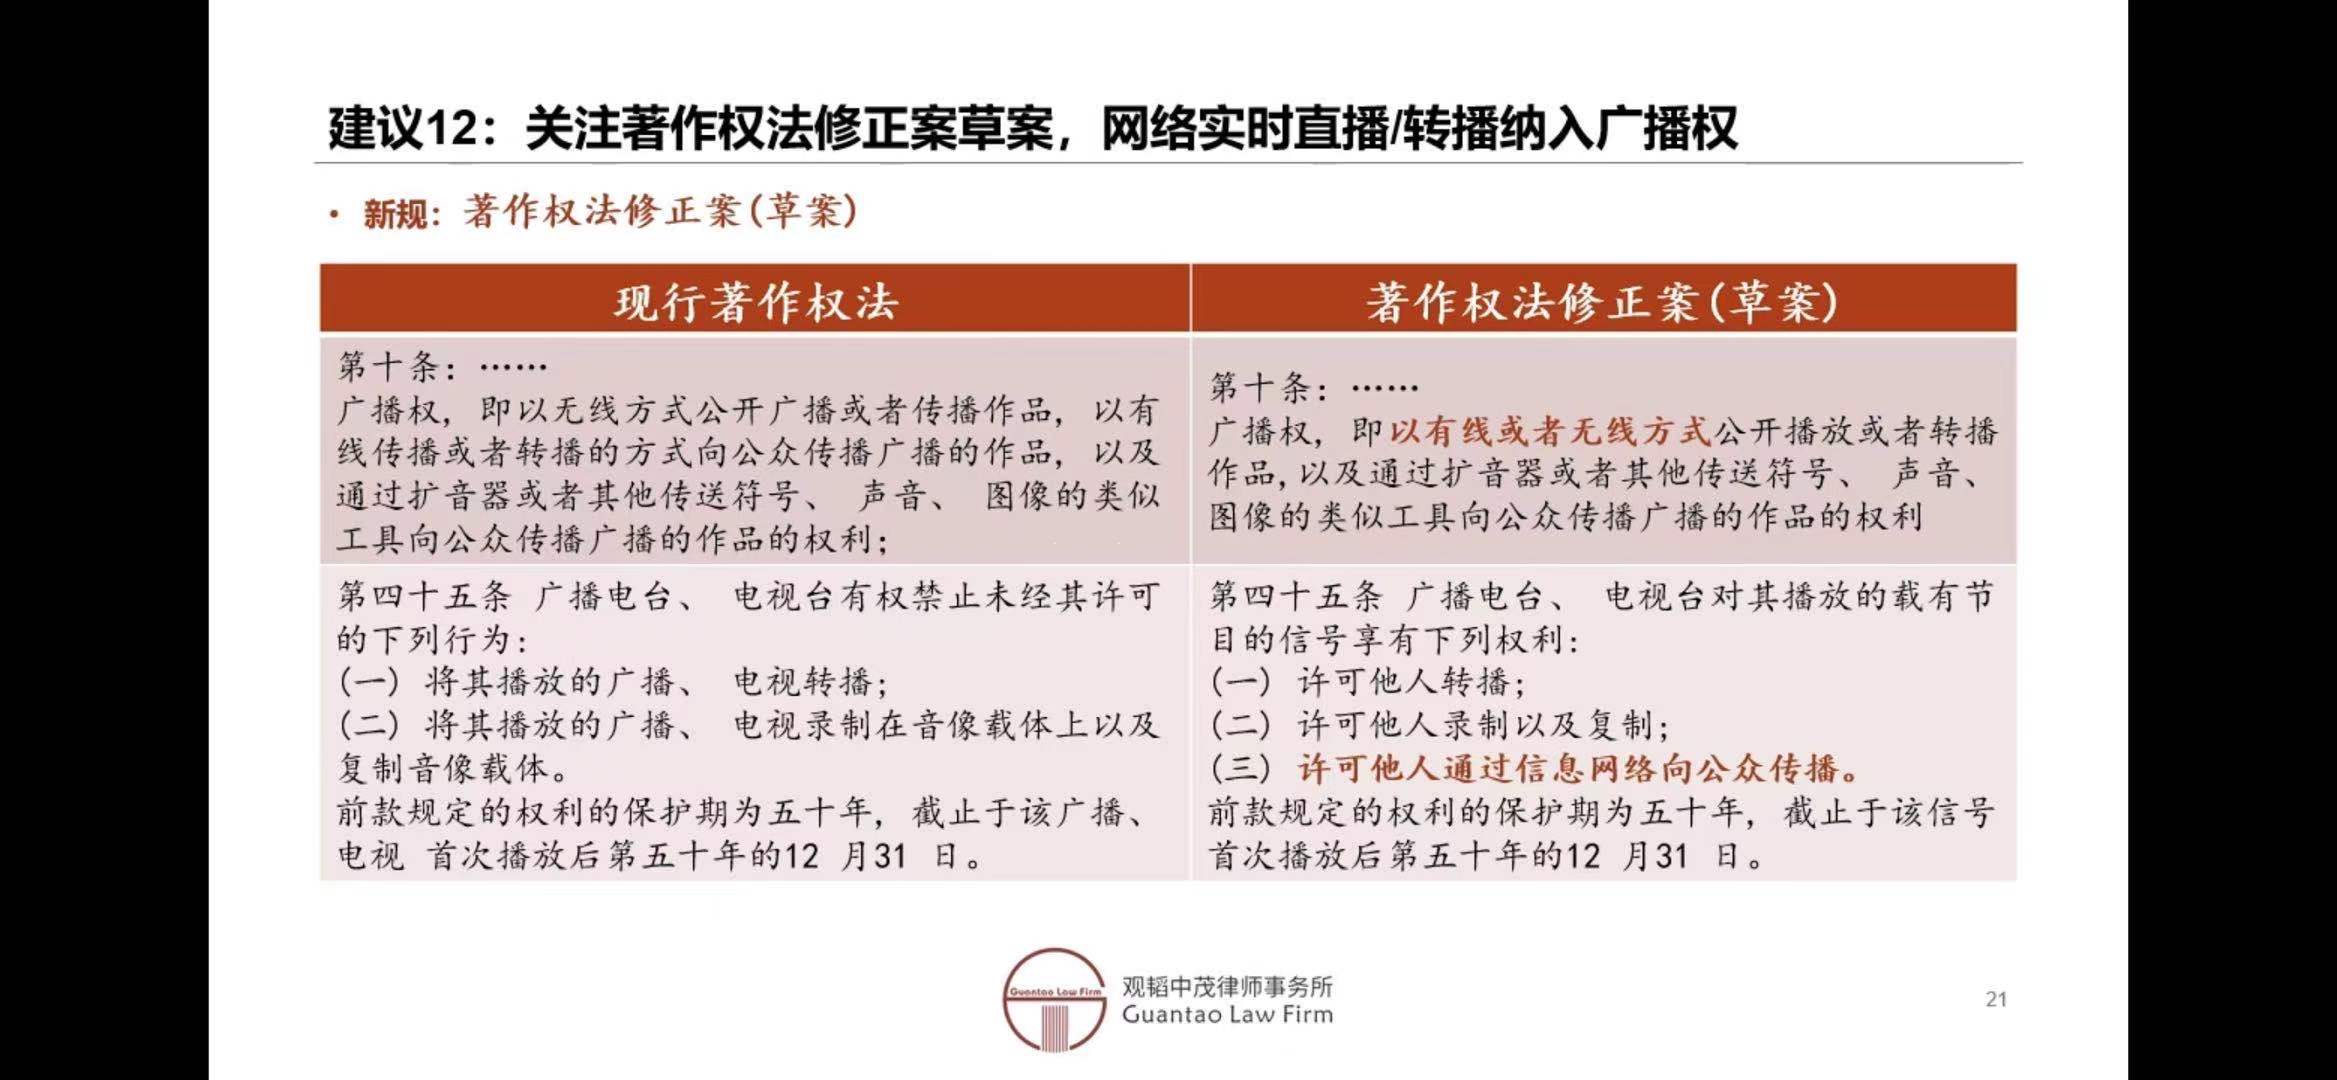 建议12：关注著作权法修正案草案，网络实时直播/转播纳入广播权
• 新规：著作权法修正案(草案)
现行著作权法
著作权法修正案(草案)
第十条：……
广播权，即以无线方式公开广播或者传播作品，以有
线传播或者转播的方式向公众传播广播的作品，以及
通过扩音器或者其他传送符号、 声音、 图像的类似
工具向公众传播广播的作品的权利；
第十条：……
广播权，即以有线或者无线方式公开播放或者转播
作品,以及通过扩音器或者其他传送符号、 声音、
图像的类似工具向公众传播广播的作品的权利
第四十五条 广播电台、 电视台有权禁止未经其许可
的下列行为：
(一) 将其播放的广播、 电视转播；
(二) 将其播放的广播、 电视录制在音像载体上以及
复制音像载体。
前款规定的权利的保护期为五十年，截止于该广播、
电视 首次播放后第五十年的12 月31 日。
第四十五条 广播电台、 电视台对其播放的载有节
目的信号享有下列权利：
(一) 许可他人转播；
(二) 许可他人录制以及复制；
(三) 许可他人通过信息网络向公众传播。
前款规定的权利的保护期为五十年，截止于该信号
首次播放后第五十年的12 月31 日。
Guantao Law Firm
观韬中茂律师事务所
Guantao Law Firm
21